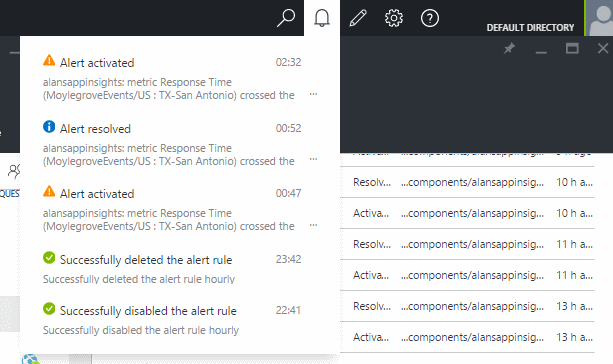 DEFAULT DIRECTORY
Alert activated 02:32
alansappinsights: metric Response Time
(MoylegroveEvents/US : TX-San Antonio) crossed the ...
Alert resolved 00:52
alansappinsights: metric Response Time
(MoylegroveEvents/US : TX-San Antonio) crossed the ...
Alert activated 00:47
alansappinsights: metric Response Time
(MoylegroveEvents/US : TX-San Antonio) crossed the ...
Successfully deleted the alert rule 23:42
Successfully deleted the alert rule hourly
Successfully disabled the alert rule 22:41
Successfully disabled the alert rule hourly
QUEST
Resolv... ...components/alansappinsig... 10 h a...
Activa... ...components/alansappinsig... 10 h a...
Resolv... ...components/alansappinsig... 11 h a...
Activa... ...components/alansappinsig... 11 h a...
Resolv... ...components/alansappinsig... 13 h a...
Activa... ...components/alansappinsig... 13 h a...